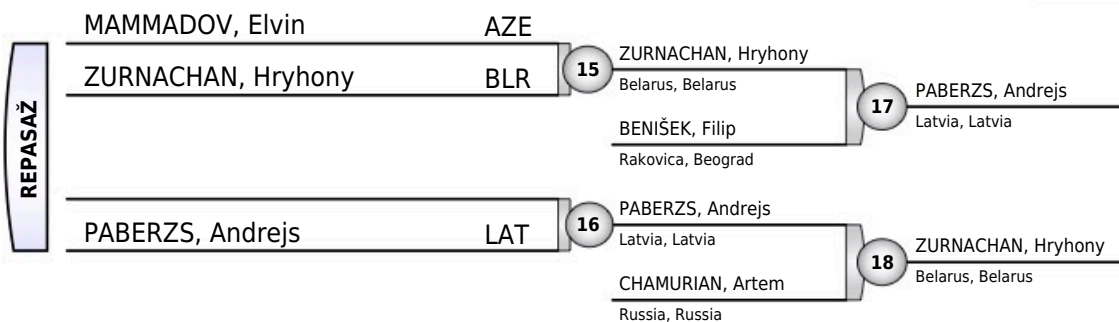 REPASAŽ
MAMMADOV, Elvin AZE
ZURNACHAN, Hryhony BLR
15
ZURNACHAN, Hryhony
Belarus, Belarus
BENIŠEK, Filip
Rakovica, Beograd
17
PABERZS, Andrejs
Latvia, Latvia
PABERZS, Andrejs LAT
16
PABERZS, Andrejs
Latvia, Latvia
CHAMURIAN, Artem
Russia, Russia
18
ZURNACHAN, Hryhony
Belarus, Belarus